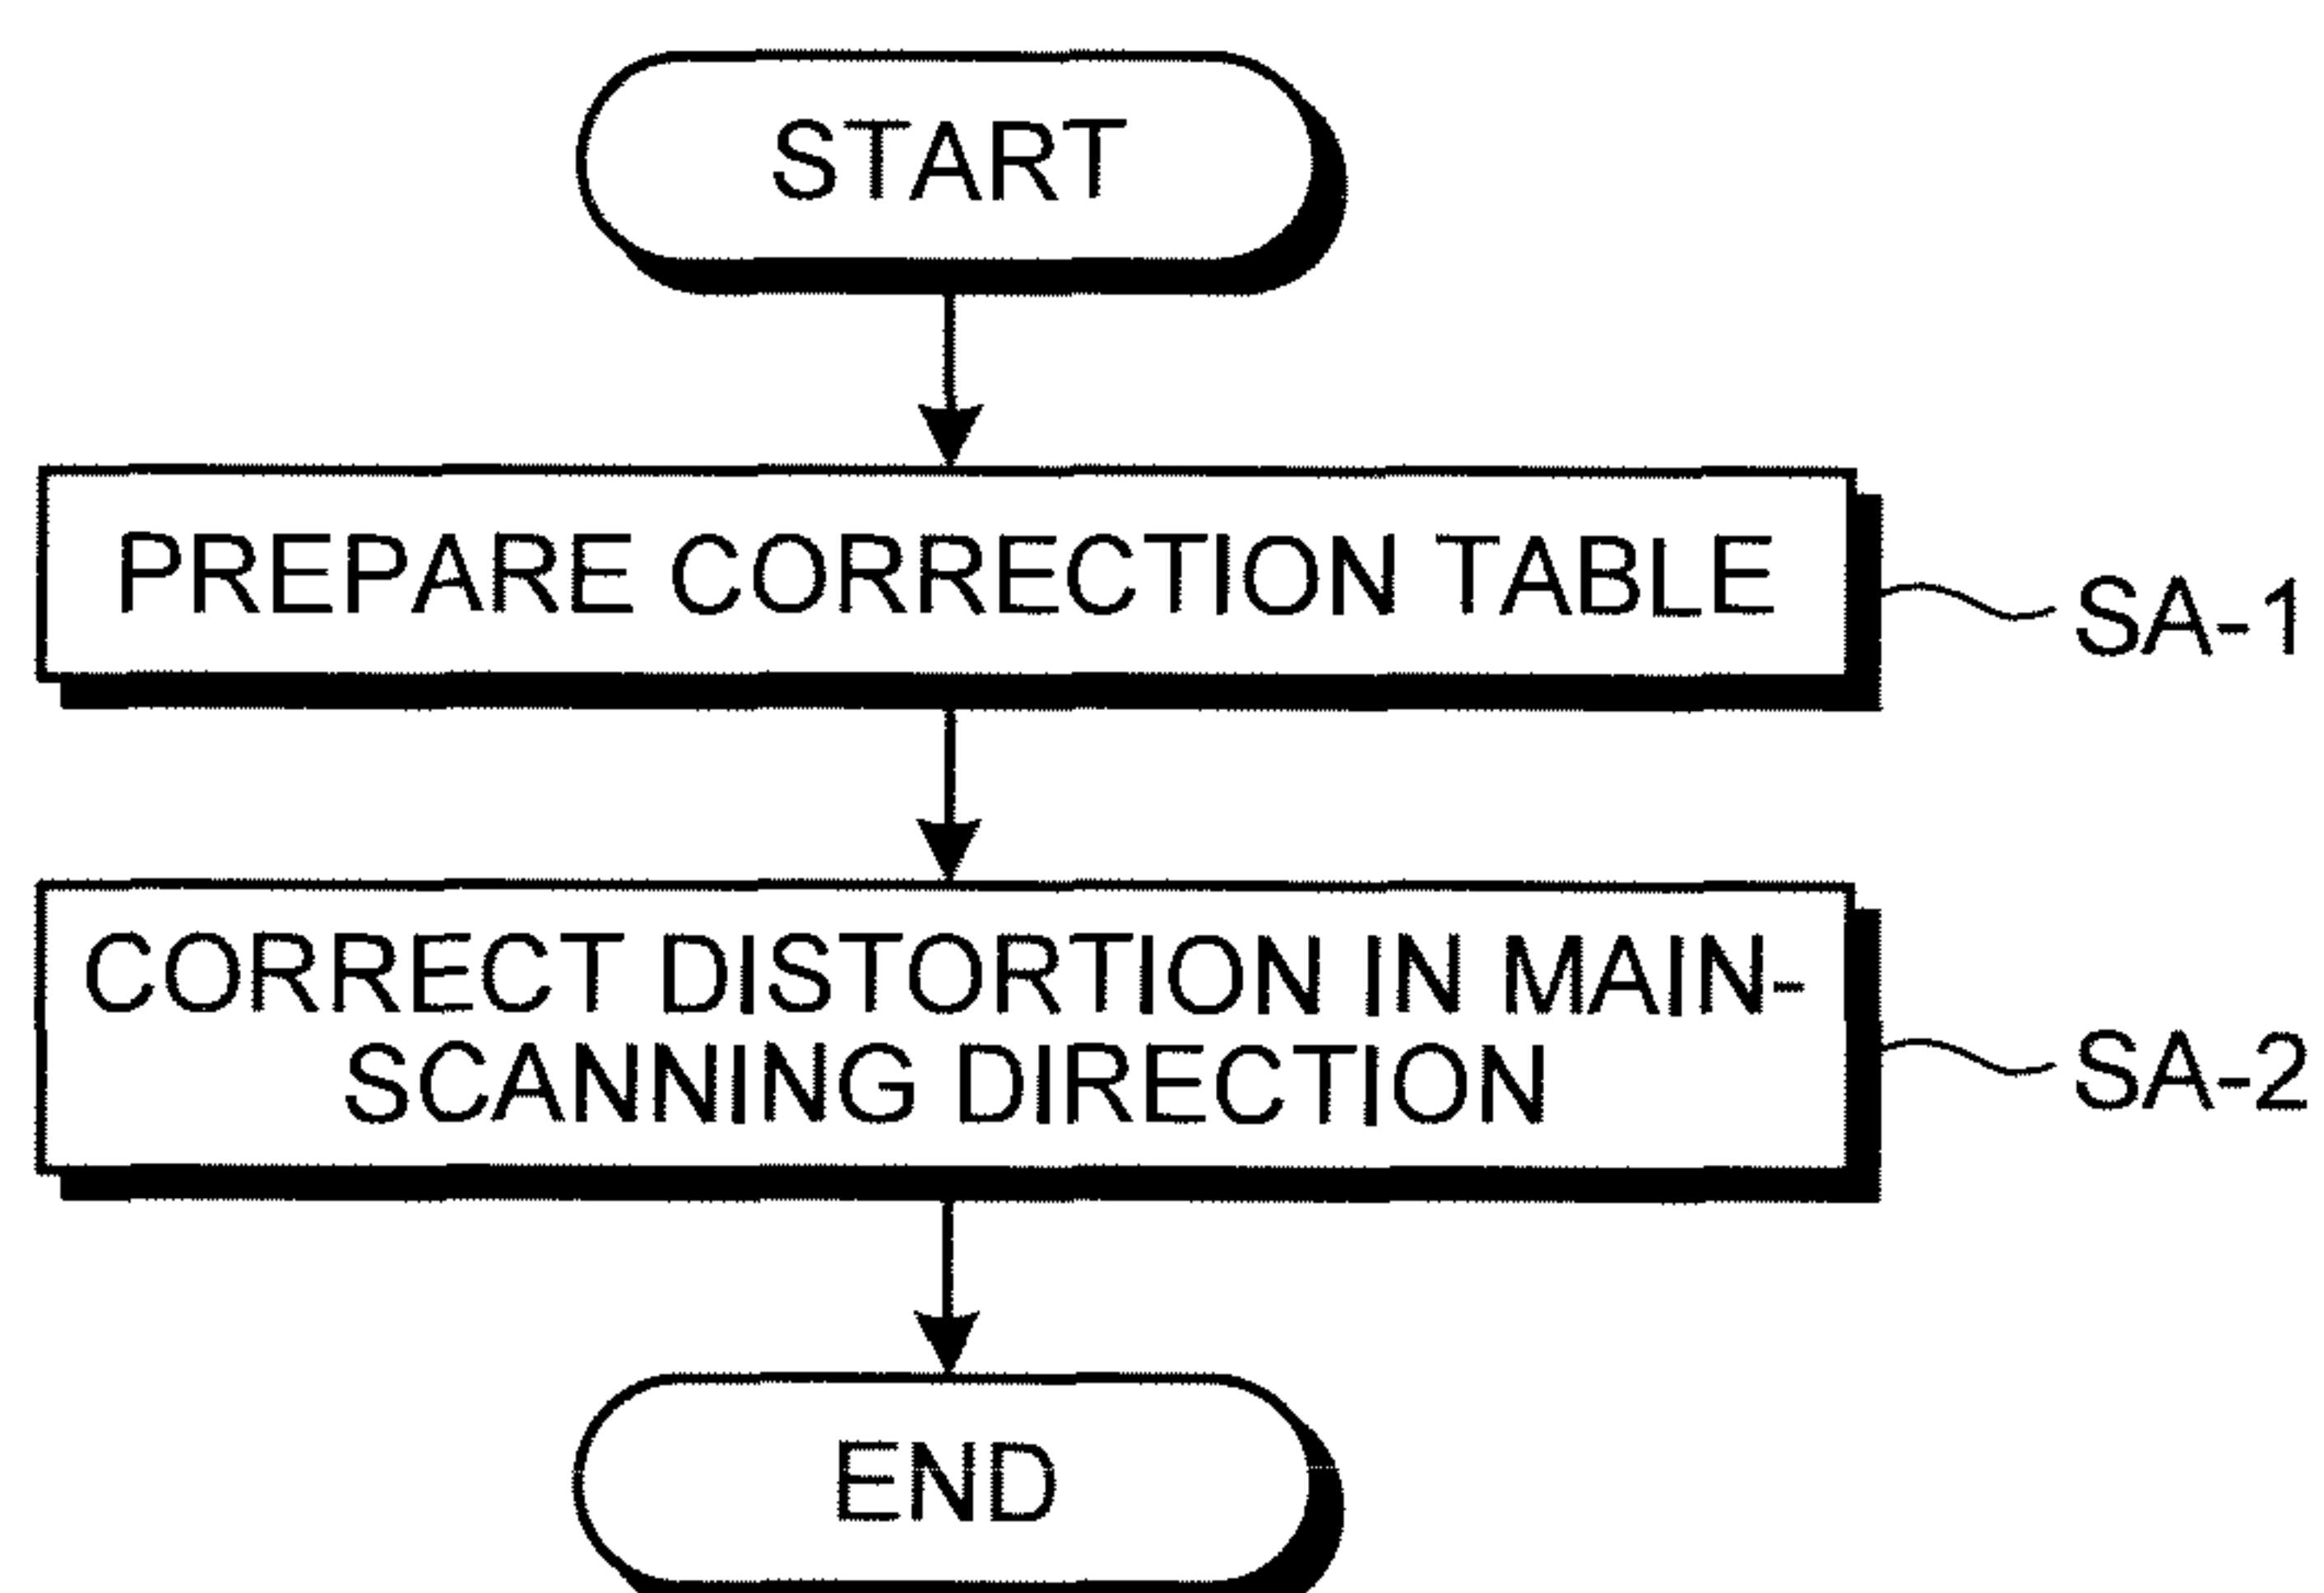 START
PREPARE CORRECTION TABLE
SA-1
CORRECT DISTORTION IN MAIN-
SCANNING DIRECTION
SA-2
END